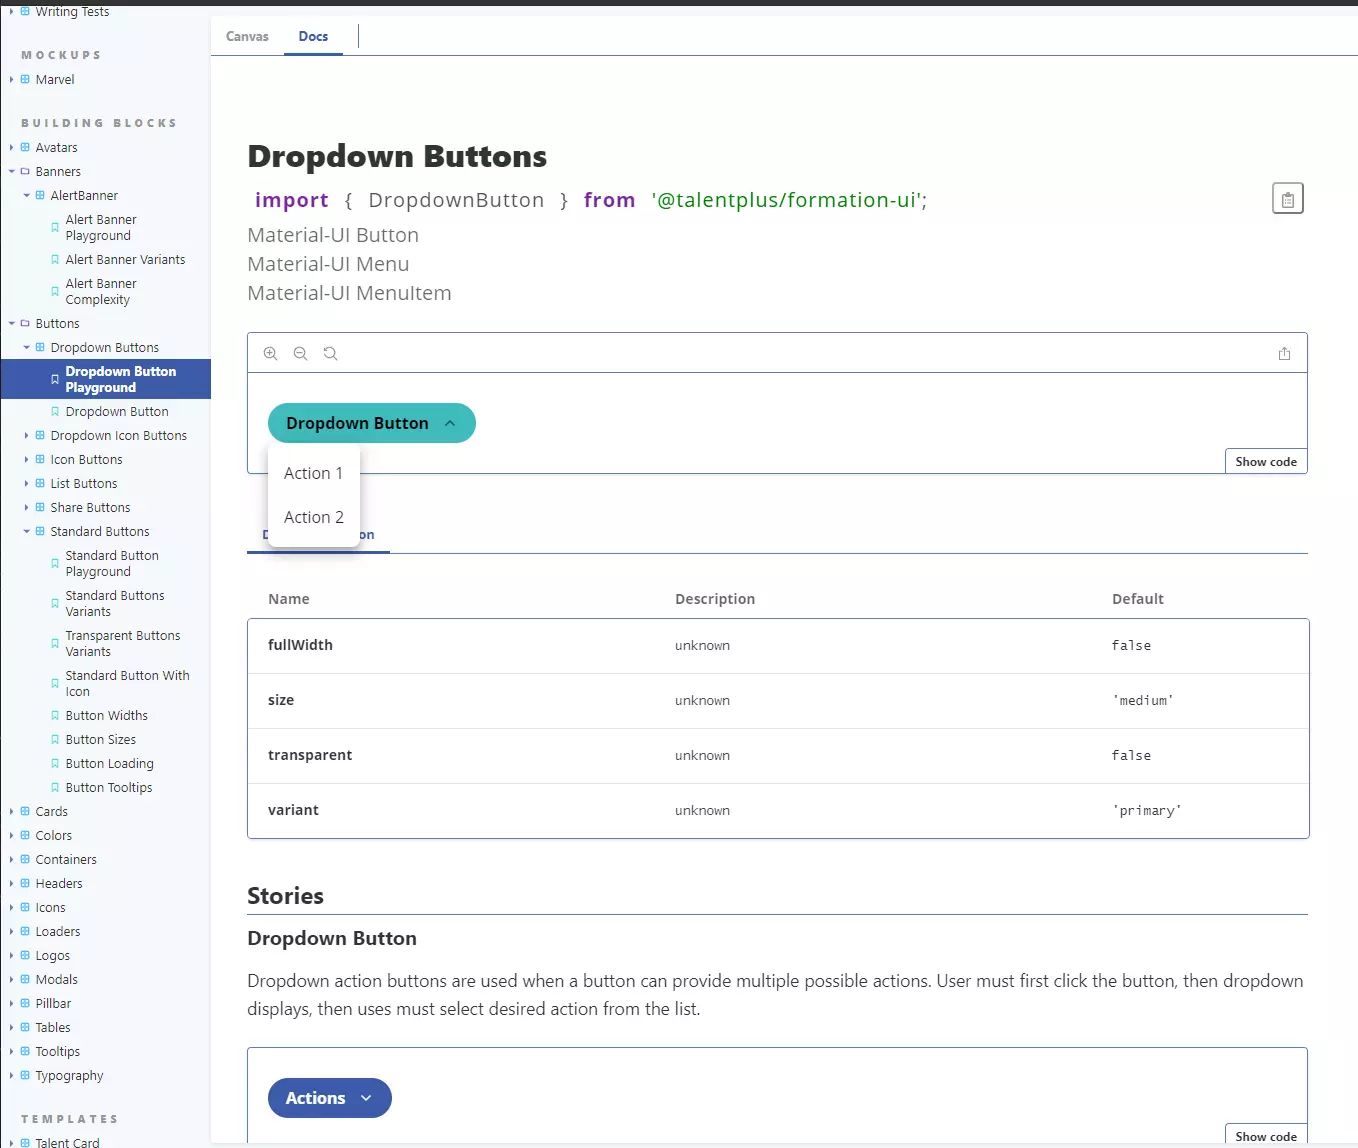 Writing Tests
MOCKUPS
Marvel
BUILDING BLOCKS
Avatars
Banners
AlertBanner
Alert Banner
Playground
Alert Banner Variants
Alert Banner
Complexity
Buttons
Dropdown Buttons
Dropdown Button
Playground
Dropdown Button
Dropdown Icon Buttons
Icon Buttons
List Buttons
Share Buttons
Standard Buttons
Standard Button
Playground
Standard Buttons
Variants
Transparent Buttons
Variants
Standard Button With
Icon
Button Widths
Button Sizes
Button Loading
Button Tooltips
Cards
Colors
Containers
Headers
Icons
Loaders
Logos
Modals
Pillbar
Tables
Tooltips
Typography
TEMPLATES
Talent Card
Canvas Docs
Dropdown Buttons
import { DropdownButton } from '@talentplus/formation-ui';
Material-UI Button
Material-UI Menu
Material-UI MenuItem
Dropdown Button
Show code
Action 1
Action 2
Name Description Default
fullWidth unknown false
size unknown 'medium'
transparent unknown false
variant unknown 'primary'
Stories
Dropdown Button
Dropdown action buttons are used when a button can provide multiple possible actions. User must first click the button, then dropdown
displays, then uses must select desired action from the list.
Actions
Show code